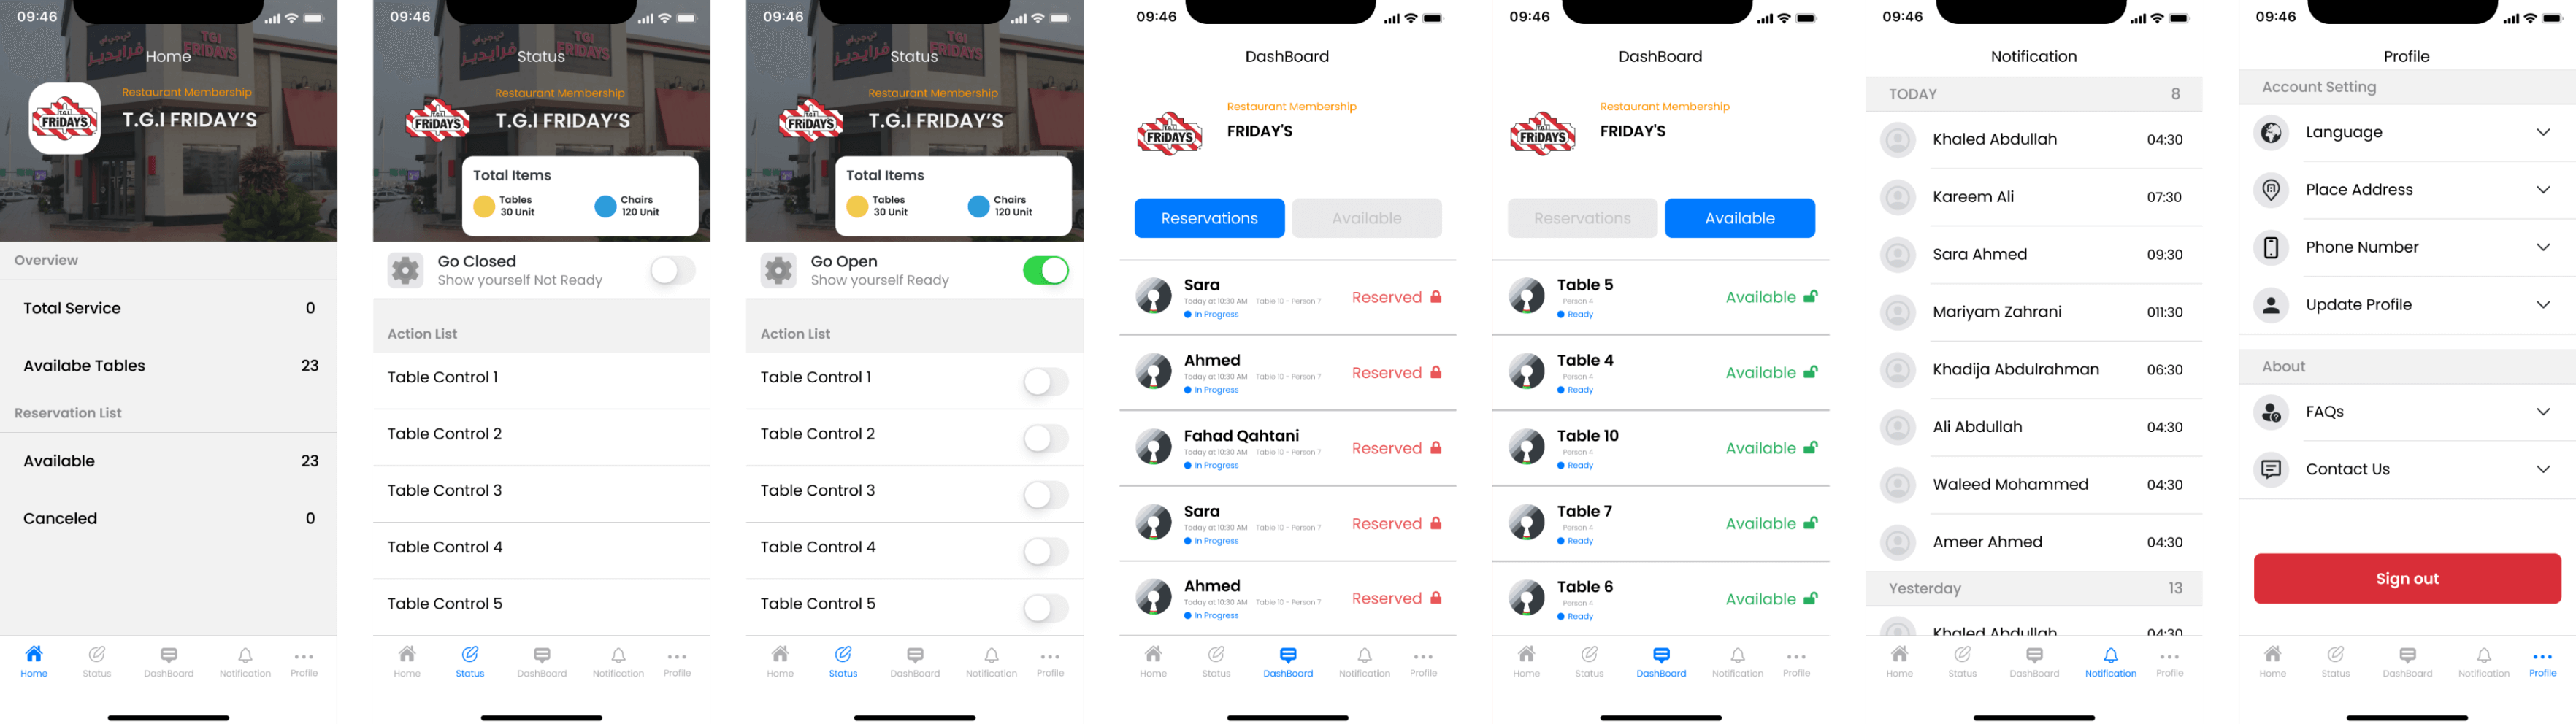 09:46
Home
TGI
FRIDAYS
Restaurant Membership
T.G.I FRIDAY'S
FRIDAYS
Overview
Total Service 0
Availabe Tables 23
Reservation List
Available 23
Canceled 0
Home Status DashBoard Notification Profile
09:46
Status
TGI
FRIDAYS
Restaurant Membership
T.G.I FRIDAY'S
FRIDAYS
Total Items
Tables
30 Unit
Chairs
120 Unit
Go Closed
Show yourself Not Ready
Action List
Table Control 1
Table Control 2
Table Control 3
Table Control 4
Table Control 5
Home Status DashBoard Notification Profile
09:46
Status
TGI
FRIDAYS
Restaurant Membership
T.G.I FRIDAY'S
FRIDAYS
Total Items
Tables
30 Unit
Chairs
120 Unit
Go Open
Show yourself Ready
Action List
Table Control 1
Table Control 2
Table Control 3
Table Control 4
Table Control 5
Home Status DashBoard Notification Profile
09:46
DashBoard
Restaurant Membership
FRIDAY'S
FRIDAYS
Reservations Available
Sara
Today at 10:30 AM Table 10 - Person 7
In Progress
Reserved
Ahmed
Today at 10:30 AM Table 10 - Person 7
In Progress
Reserved
Fahad Qahtani
Today at 10:30 AM Table 10 - Person 7
In Progress
Reserved
Sara
Today at 10:30 AM Table 10 - Person 7
In Progress
Reserved
Ahmed
Today at 10:30 AM Table 10 - Person 7
In Progress
Reserved
Home Status DashBoard Notification Profile
09:46
DashBoard
Restaurant Membership
FRIDAY'S
FRIDAYS
Reservations Available
Table 5
Person 4
Ready
Available
Table 4
Person 4
Ready
Available
Table 10
Person 4
Ready
Available
Table 7
Person 4
Ready
Available
Table 6
Person 4
Ready
Available
Home Status DashBoard Notification Profile
09:46
Notification
TODAY 8
Khaled Abdullah 04:30
Kareem Ali 07:30
Sara Ahmed 09:30
Mariyam Zahrani 011:30
Khadija Abdulrahman 06:30
Ali Abdullah 04:30
Waleed Mohammed 04:30
Ameer Ahmed 04:30
Yesterday 13
Khaled Abdullah 04:30
Home Status DashBoard Notification Profile
09:46
Profile
Account Setting
Language
Place Address
Phone Number
Update Profile
About
FAQs
Contact Us
Sign out
Home Status DashBoard Notification Profile